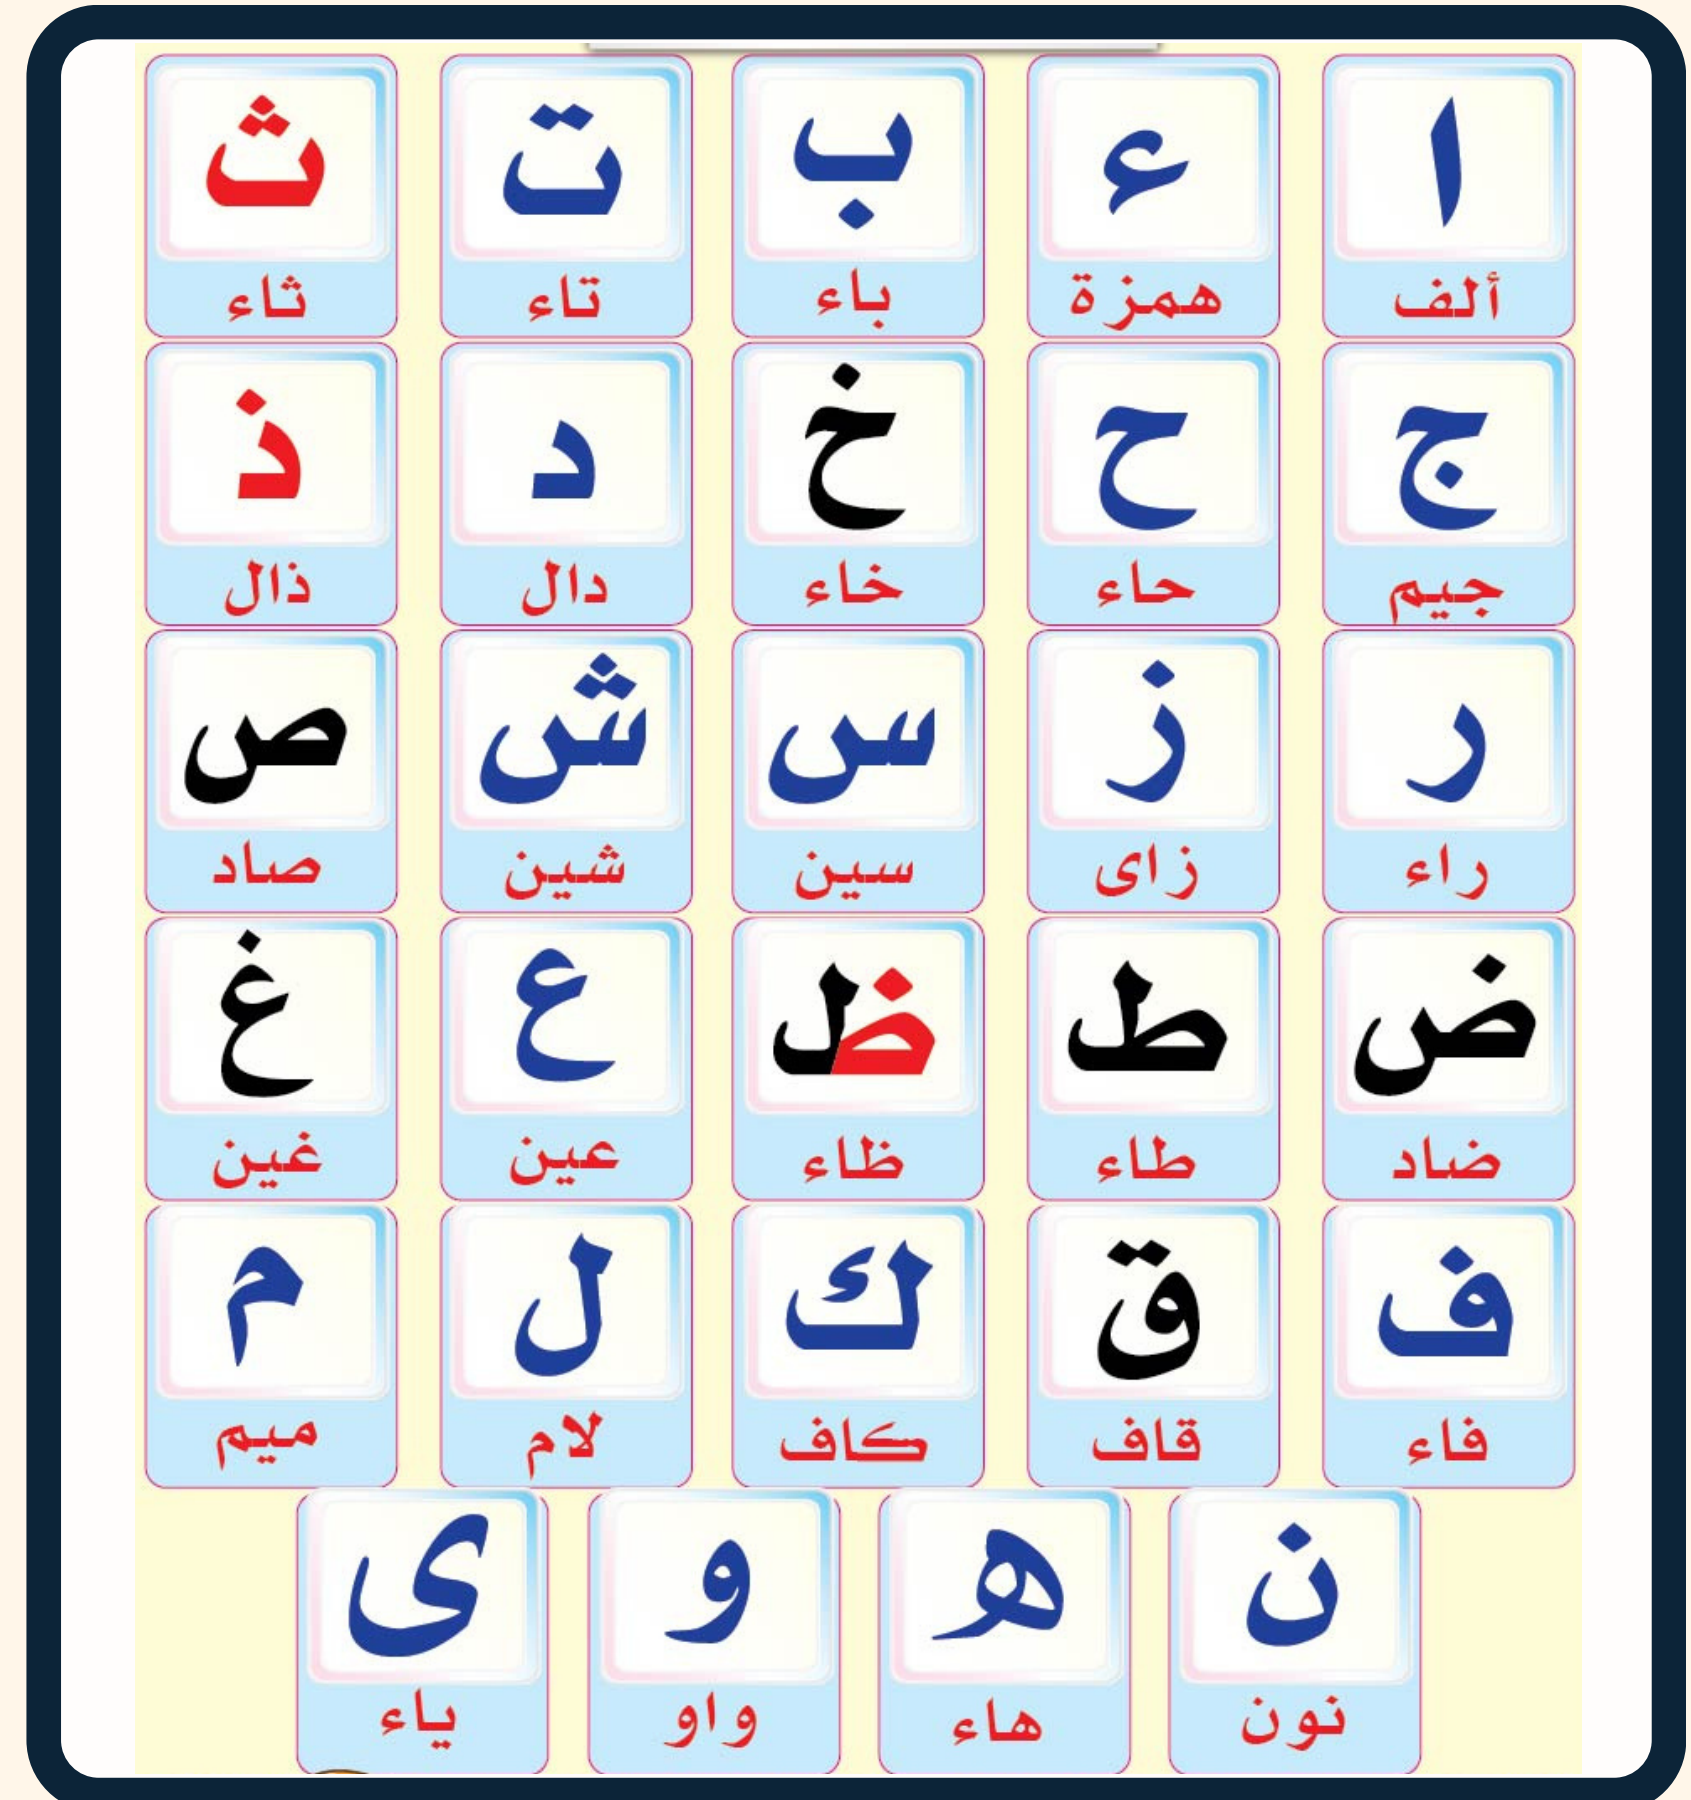 ا ء ب ت ث
ألف همزة باء تاء ثاء
ج ح خ د ذ
جيم حاء خاء دال ذال
ر ز س ش ص
راء زاى سين شين صاد
ض ط ظ ع غ
ضاد طاء ظاء عين غين
ف ق ك ل م
فاء قاف كاف لام ميم
ن ه و ى
نون هاء واو ياء